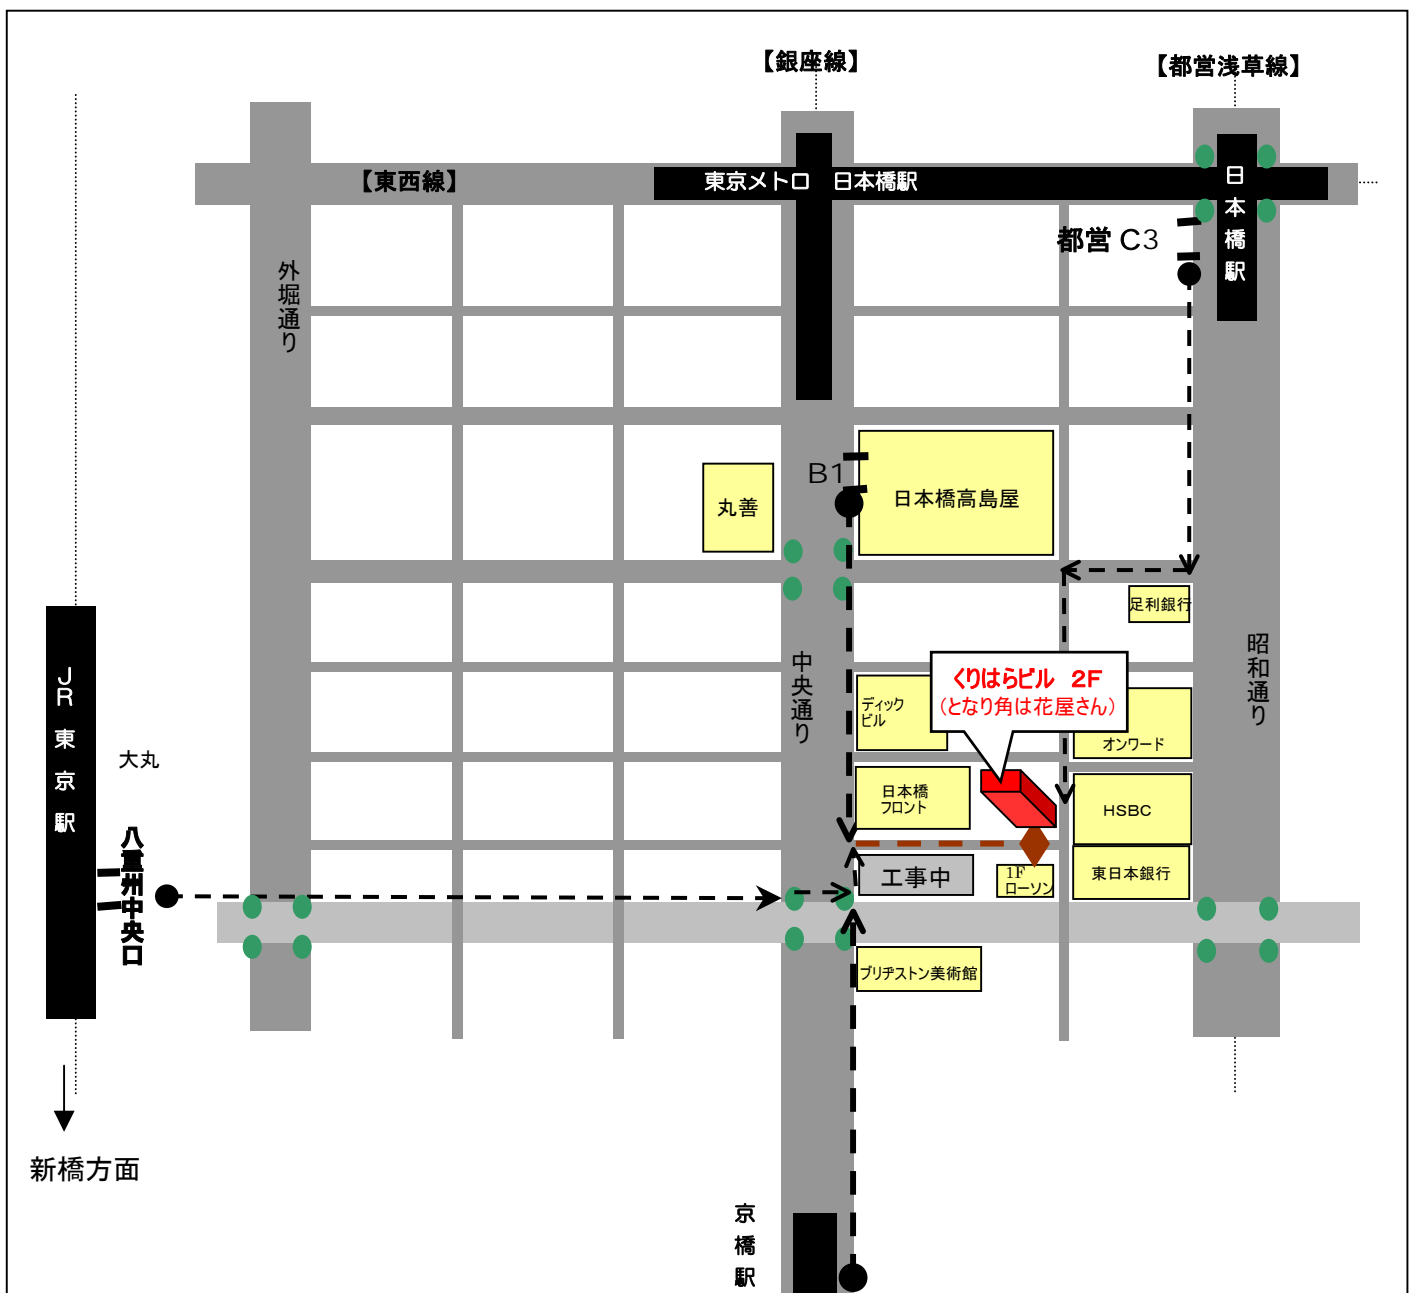 【銀座線】
【都営浅草線】
【東西線】
東京メトロ 日本橋駅
日本橋駅
都営 C3
外堀通り
B1
丸善
日本橋高島屋
足利銀行
昭和通り
中央通り
くりはらビル 2F
(となり角は花屋さん)
ディック
ビル
オンワード
JR 東京駅
大丸
日本橋
フロント
HSBC
八重州中央口
工事中
1F
ローソン
東日本銀行
ブリヂストン美術館
新橋方面
京橋駅